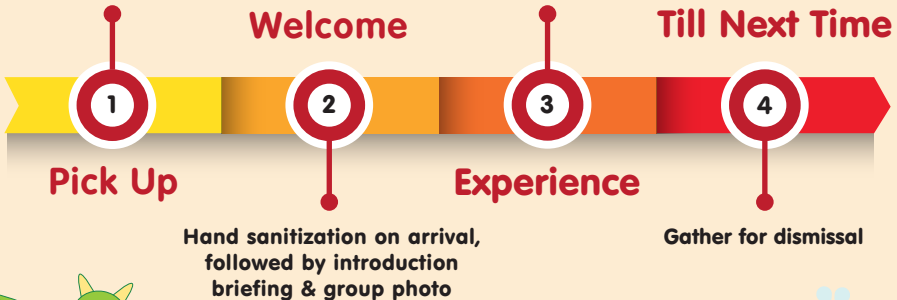 Welcome
Till Next Time
1
2
3
4
Pick Up
Experience
Hand sanitization on arrival,
followed by introduction
briefing & group photo
Gather for dismissal